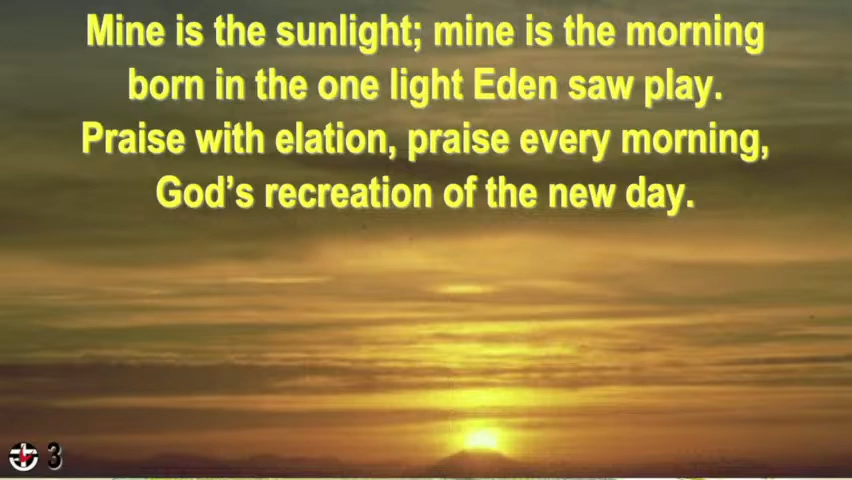 Mine is the sunlight; mine is the morning
born in the one light Eden saw play.
Praise with elation, praise every morning,
God’s recreation of the new day.
3